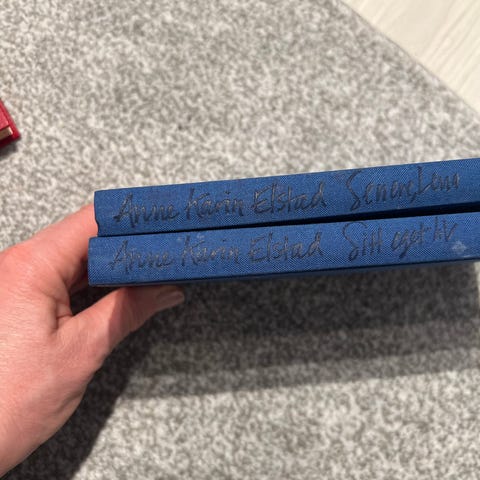 Anne Karin Elstad Senere, Lena
Anne Karin Elstad Sitt eget liv